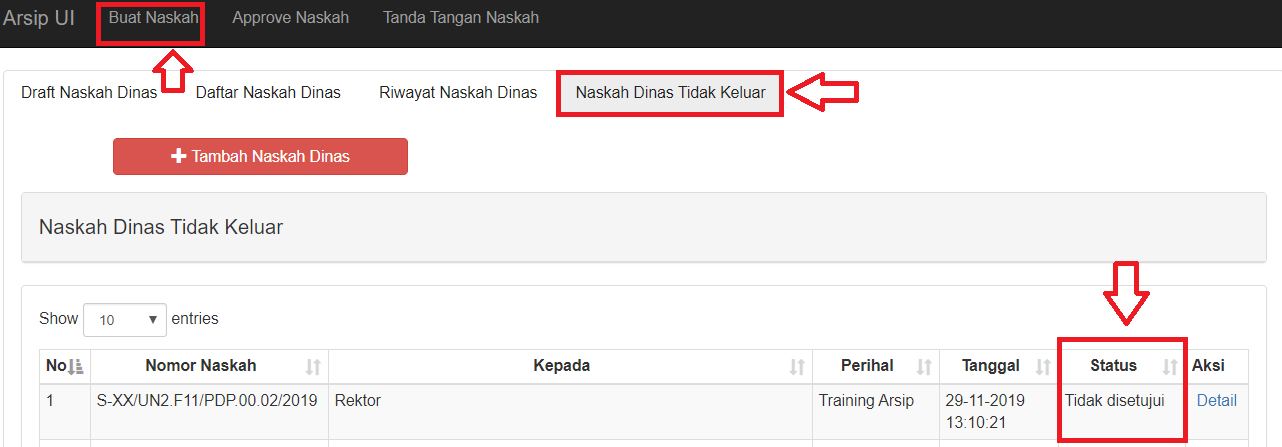 Arsip UI Buat Naskah Approve Naskah Tanda Tangan Naskah
Draft Naskah Dinas Daftar Naskah Dinas Riwayat Naskah Dinas Naskah Dinas Tidak Keluar
+ Tambah Naskah Dinas
Naskah Dinas Tidak Keluar
Show 10 entries
No Nomor Naskah Kepada Perihal Tanggal Status Aksi
1 S-XX/UN2.F11/PDP.00.02/2019 Rektor Training Arsip 29-11-2019 Tidak disetujui Detail
13:10:21